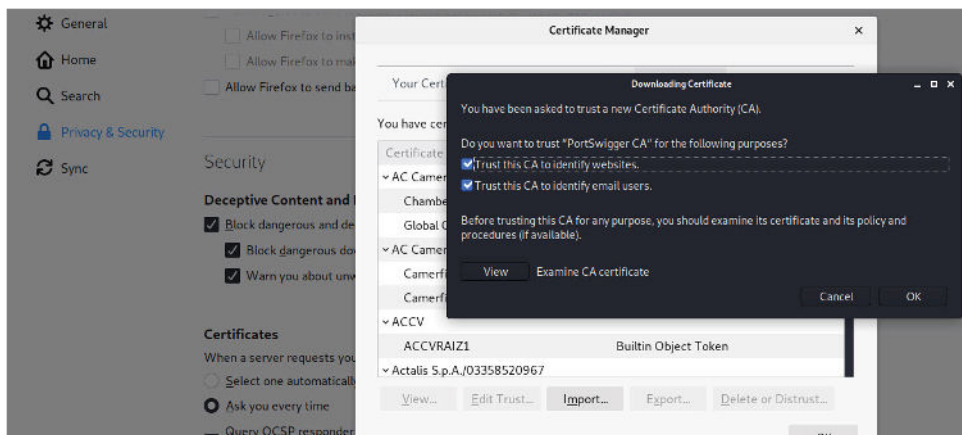 General
Home
Search
Privacy & Security
Sync
Allow Firefox to inst
Allow Firefox to mak
Allow Firefox to send ba
Security
Deceptive Content and
Block dangerous and de
Block dangerous do
Warn you about unw
Certificates
When a server requests you
Select one automaticall
Ask you every time
Query OCSP responder
Certificate Manager
Your Cert
You have cer
Certificate
AC Camer
Chambe
Global C
AC Camer
Camerfi
Camerfi
ACCV
ACCVRAIZ1 Builtin Object Token
Actalis S.p.A./03358520967
View... Edit Trust... Import... Export... Delete or Distrust...
OK
Downloading Certificate
You have been asked to trust a new Certificate Authority (CA).
Do you want to trust "PortSwigger CA" for the following purposes?
Trust this CA to identify websites.
Trust this CA to identify email users.
Before trusting this CA for any purpose, you should examine its certificate and its policy and
procedures (if available).
View Examine CA certificate
Cancel OK